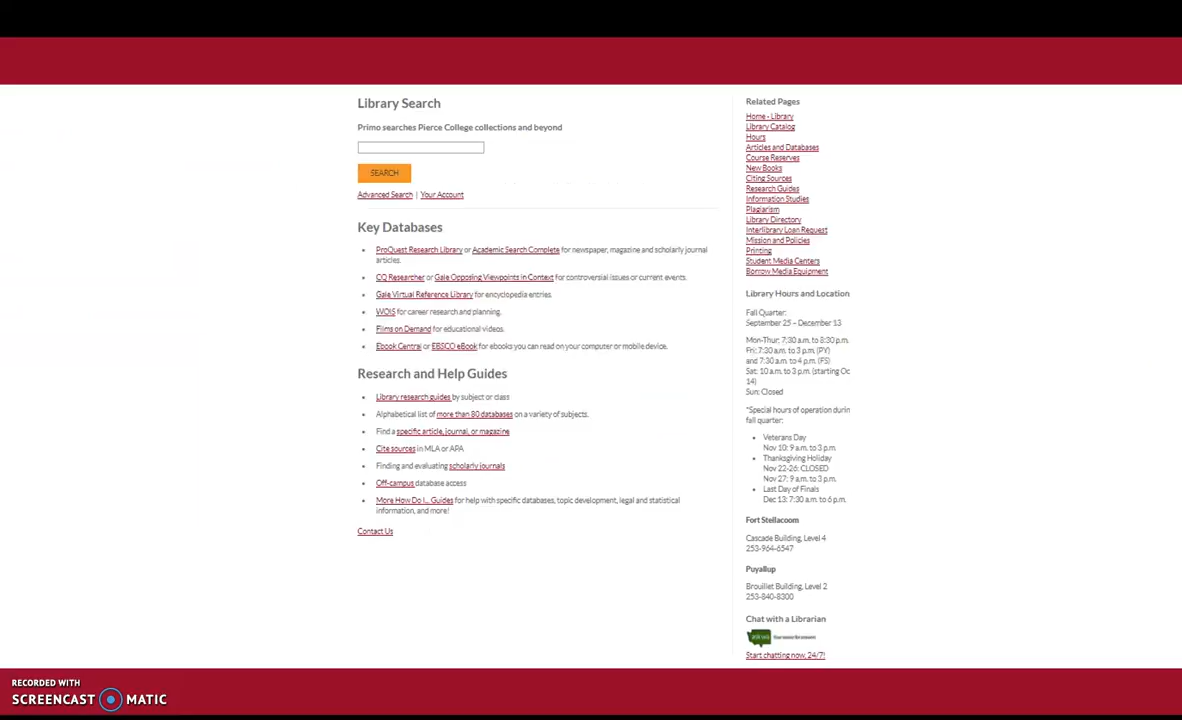 Library Search
Primo searches Pierce College collections and beyond
SEARCH
Advanced Search | Your Account
Key Databases
ProQuest Research Library or Academic Search Complete for newspaper, magazine and scholarly journal
articles.
CQ Researcher or Gale Opposing Viewpoints in Context for controversial issues or current events.
Gale Virtual Reference Library for encyclopedia entries.
WOIS for career research and planning.
Films on Demand for educational videos.
Ebook Central or EBSCO eBook for ebooks you can read on your computer or mobile device.
Research and Help Guides
Library research guides by subject or class
Alphabetical list of more than 80 databases on a variety of subjects.
Find a specific article, journal, or magazine
Cite sources in MLA or APA
Finding and evaluating scholarly journals
Off-campus database access
More How Do I... Guides for help with specific databases, topic development, legal and statistical
information, and more!
Contact Us
Related Pages
Home - Library
Library Catalog
Hours
Articles and Databases
Course Reserves
New Books
Citing Sources
Research Guides
Information Studies
Plagiarism
Library Directory
Interlibrary Loan Request
Mission and Policies
Printing
Student Media Centers
Borrow Media Equipment
Library Hours and Location
Fall Quarter:
September 25 – December 13
Mon-Thur: 7:30 a.m. to 8:30 p.m.
Fri: 7:30 a.m. to 3 p.m. (PY)
and 7:30 a.m. to 4 p.m. (FS)
Sat: 10 a.m. to 3 p.m. (starting Oc
14)
Sun: Closed
*Special hours of operation durin
fall quarter:
Veterans Day
Nov 10: 9 a.m. to 3 p.m.
Thanksgiving Holiday
Nov 22-26: CLOSED
Nov 27: 9 a.m. to 3 p.m.
Last Day of Finals
Dec 13: 7:30 a.m. to 6 p.m.
Fort Steilacoom
Cascade Building, Level 4
253-964-6547
Puyallup
Brouillet Building, Level 2
253-840-8300
Chat with a Librarian
Start chatting now, 24/7!
RECORDED WITH
SCREENCAST MATIC